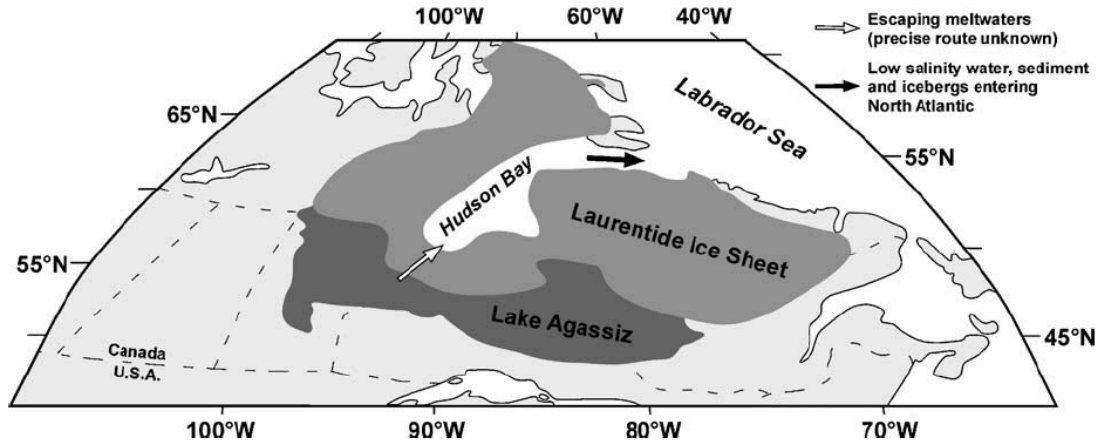 100°W
60°W
40°W
Escaping meltwaters
(precise route unknown)
Low salinity water, sediment
and icebergs entering
North Atlantic
65°N
Labrador Sea
55°N
Hudson Bay
Laurentide Ice Sheet
55°N
Lake Agassiz
45°N
Canada
U.S.A.
100°W
90°W
80°W
70°W